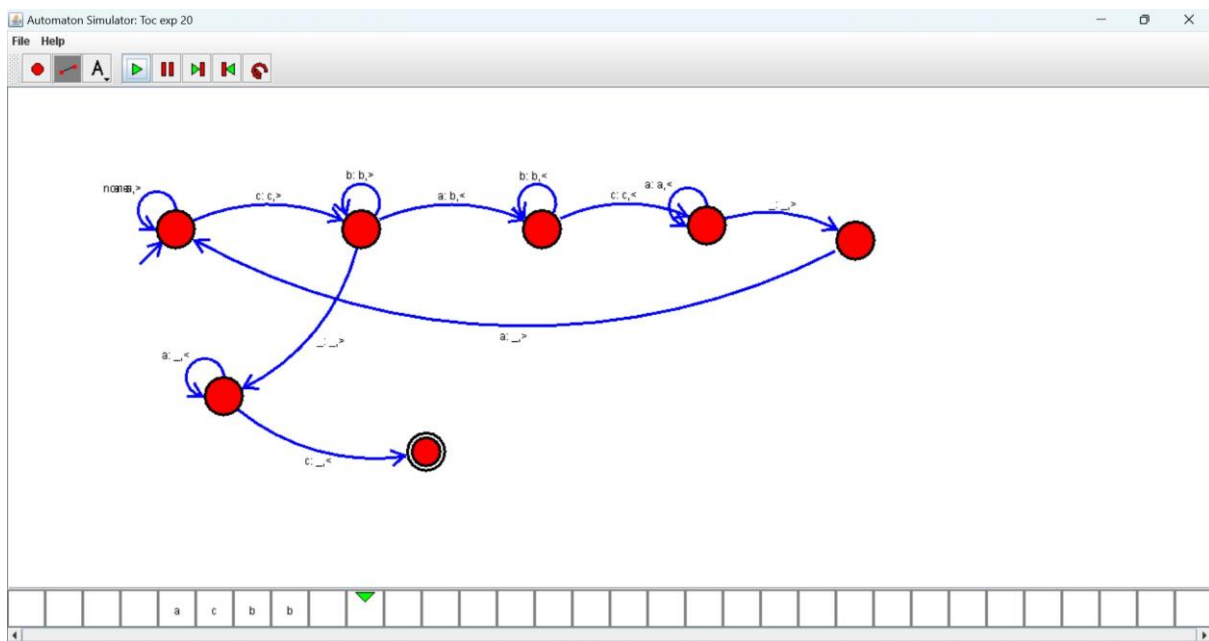 Automaton Simulator: Toc exp 20
File Help
A
b: b,> b: b,<
a: a,<
c: c,> a: b,< c: c,< _: _,>
_: _,> a: _,>
a: _,<
c: _,<
a c b b